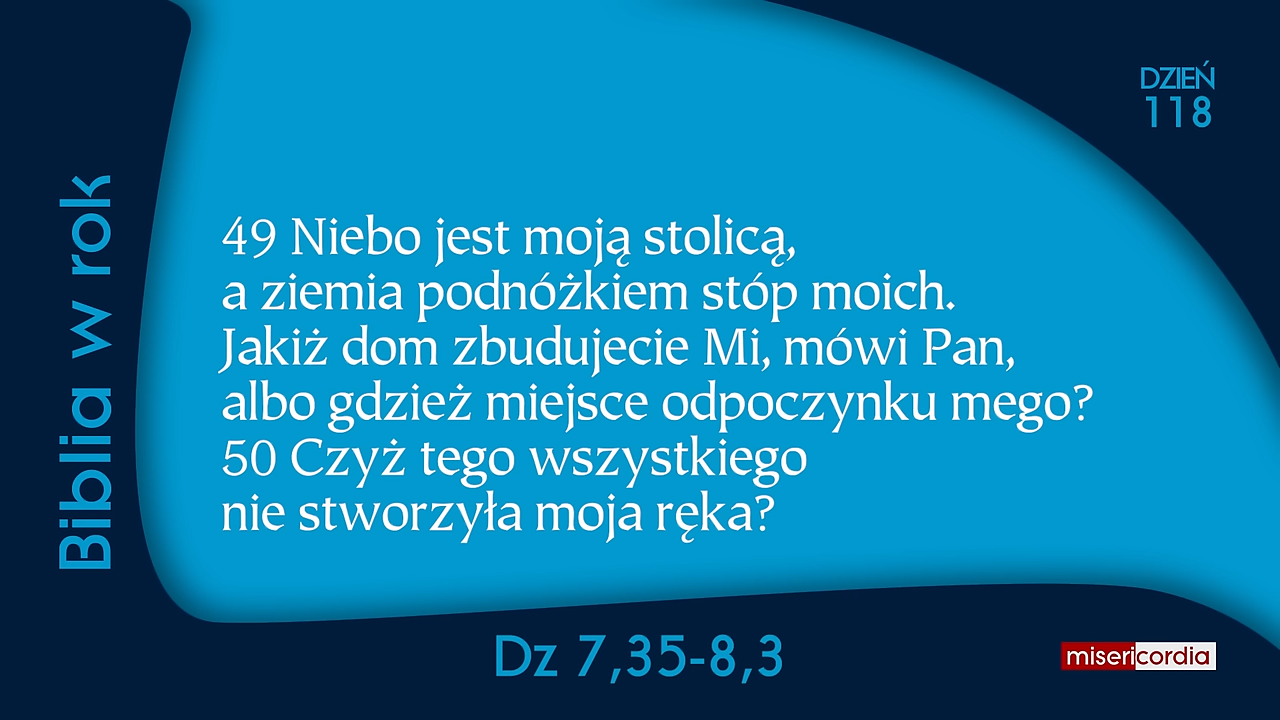 DZIEŃ
118
Biblia w rok
49 Niebo jest moją stolicą,
a ziemia podnóżkiem stóp moich.
Jakiż dom zbudujecie Mi, mówi Pan,
albo gdzież miejsce odpoczynku mego?
50 Czyż tego wszystkiego
nie stworzyła moja ręka?
Dz 7,35-8,3
misericordia